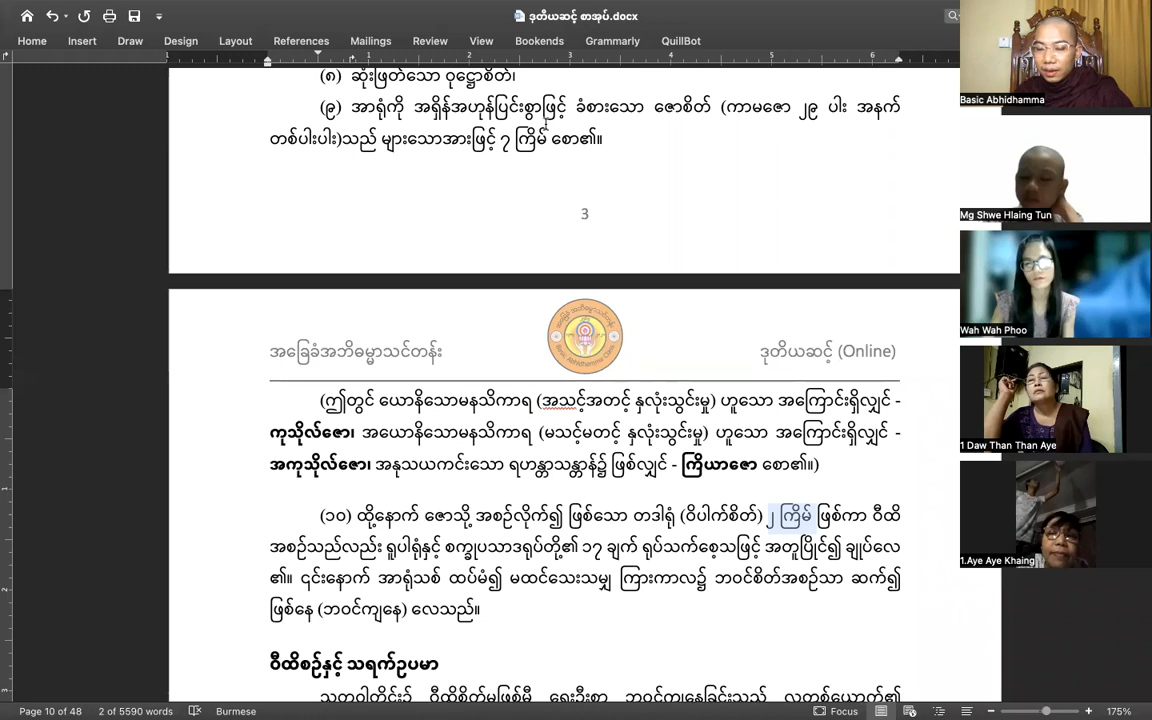 ဒုတိယဆင့် စာအုပ်.docx
Home Insert Draw Design Layout References Mailings Review View Bookends Grammarly QuillBot
(၈) ဆုံးဖြတ်တဲသော ဝုဋ္ဌောစိတ်၊
(၉) အာရုံကို အရှိန်အဟုန်ပြင်းစွာဖြင့် ခံစားသော ဇောစိတ် (ကာမဇော ၂၉ ပါး အနက်
တစ်ပါးပါး)သည် များသောအားဖြင့် ၇ ကြိမ် စော၏။
3
အခြေခံအဘိဓမ္မာသင်တန်း
Basic Abhidhamma Class
ဒုတိယဆင့် (Online)
(ဤတွင် ယောနိသောမနသိကာရ (အသင့်အတင့် နှလုံးသွင်းမှု) ဟူသော အကြောင်းရှိလျှင် -
ကုသိုလ်ဇော၊ အယောနိသောမနသိကာရ (မသင့်မတင့် နှလုံးသွင်းမှု) ဟူသော အကြောင်းရှိလျှင် -
အကုသိုလ်ဇော၊ အနုသယကင်းသော ရဟန္တာသန္တာန်၌ ဖြစ်လျှင် - ကြိယာဇော စော၏။)
(၁၀) ထို့နောက် ဇောသို့ အစဉ်လိုက်၍ ဖြစ်သော တဒါရုံ (ဝိပါက်စိတ်) ၂ ကြိမ် ဖြစ်ကာ ဝီထိ
အစဉ်သည်လည်း ရူပါရုံနှင့် စက္ခုပသာဒရုပ်တို့၏ ၁၇ ချက် ရုပ်သက်စေ့သဖြင့် အတူပြိုင်၍ ချုပ်လေ
၏။ ၎င်းနောက် အာရုံသစ် ထပ်မံ၍ မထင်သေးသမျှ ကြားကာလ၌ ဘဝင်စိတ်အစဉ်သာ ဆက်၍
ဖြစ်နေ (ဘဝင်ကျနေ) လေသည်။
ဝီထိစဉ်နှင့် သရက်ဥပမာ
Basic Abhidhamma
Mg Shwe Hlaing Tun
Wah Wah Phoo
1 Daw Than Than Aye
1.Aye Aye Khaing
Page 10 of 48 2 of 5590 words Burmese Focus 175%